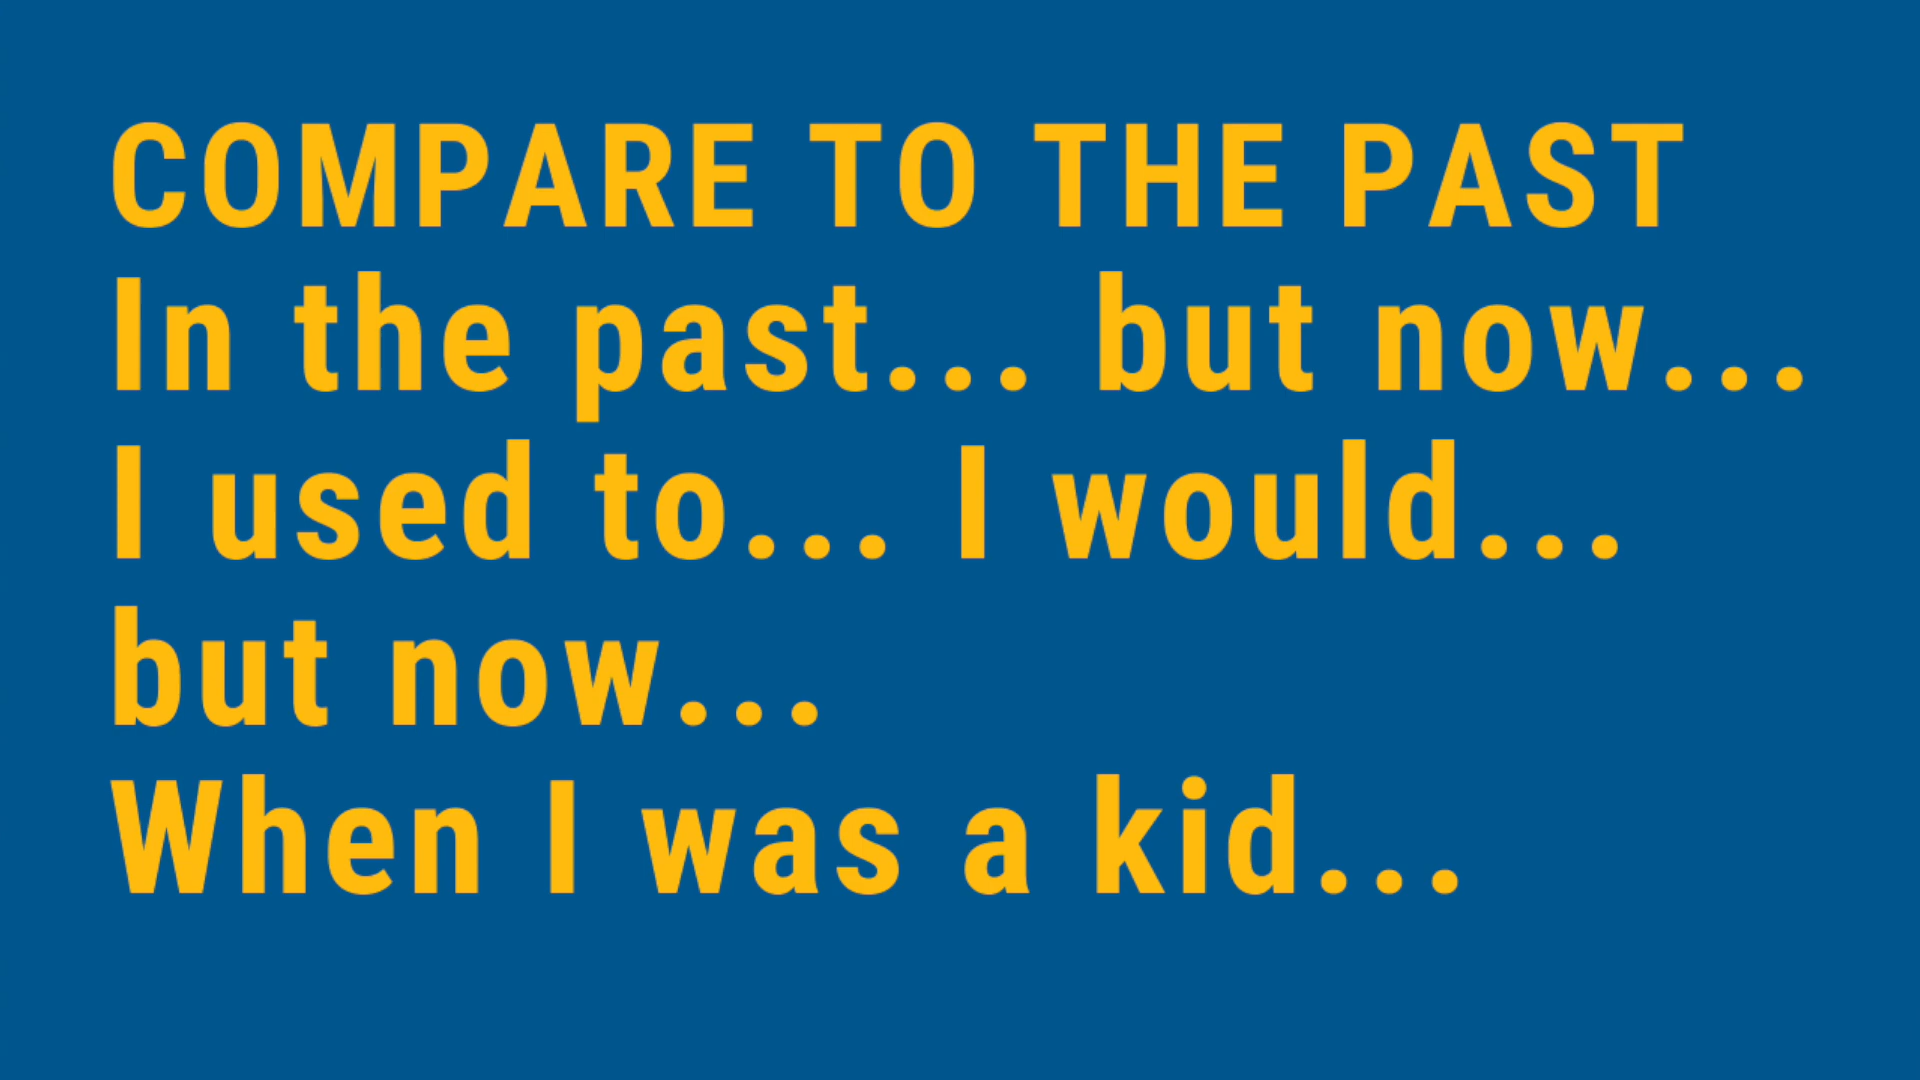 COMPARE TO THE PAST
In the past... but now...
I used to... I would...
but now...
When I was a kid...